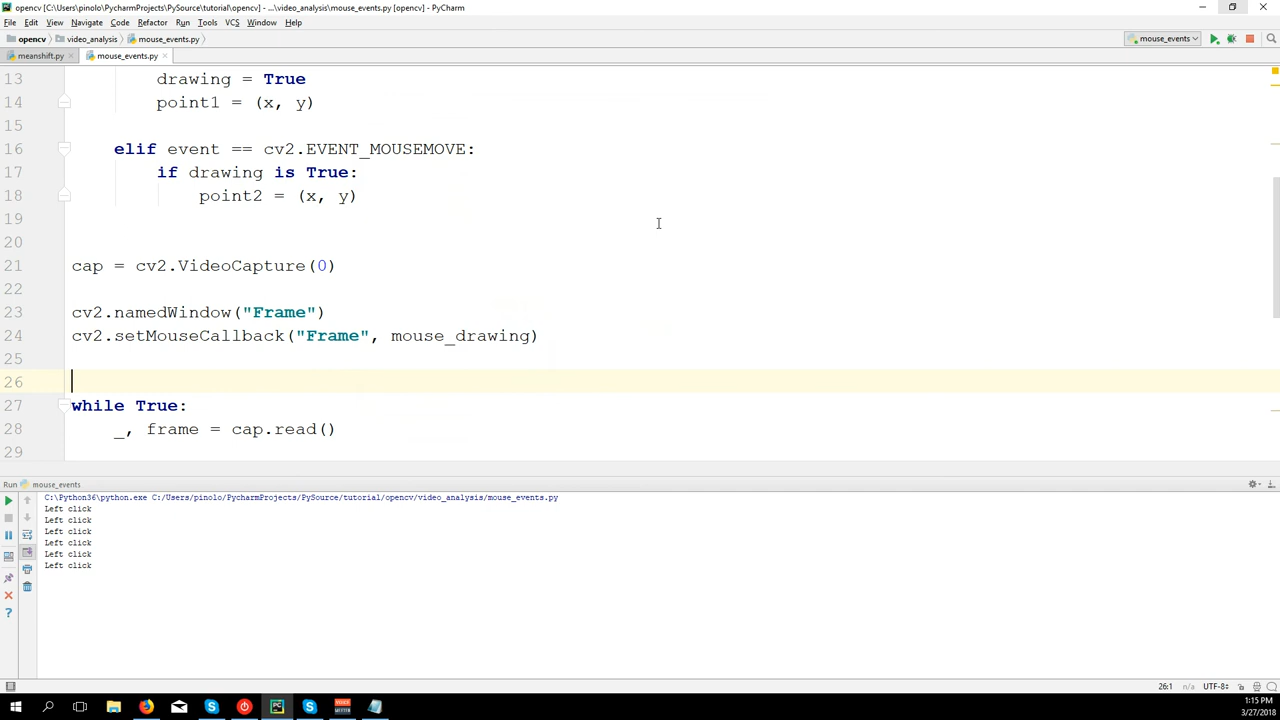 opencv [C:\Users\pinolo\PycharmProjects\PySource\tutorial\opencv] - ...\video_analysis\mouse_events.py [opencv] - PyCharm
File Edit View Navigate Code Refactor Run Tools VCS Window Help
opencv video_analysis mouse_events.py mouse_events
meanshift.py mouse_events.py
13 drawing = True
14 point1 = (x, y)
15
16 elif event == cv2.EVENT_MOUSEMOVE:
17 if drawing is True:
18 point2 = (x, y)
19
20
21 cap = cv2.VideoCapture(0)
22
23 cv2.namedWindow("Frame")
24 cv2.setMouseCallback("Frame", mouse_drawing)
25
26
27 while True:
28 _, frame = cap.read()
29
Run mouse_events
C:\Python36\python.exe C:/Users/pinolo/PycharmProjects/PySource/tutorial/opencv/video_analysis/mouse_events.py
Left click
Left click
Left click
Left click
Left click
Left click
26:1 n/a UTF-8
1:15 PM
3/27/2018